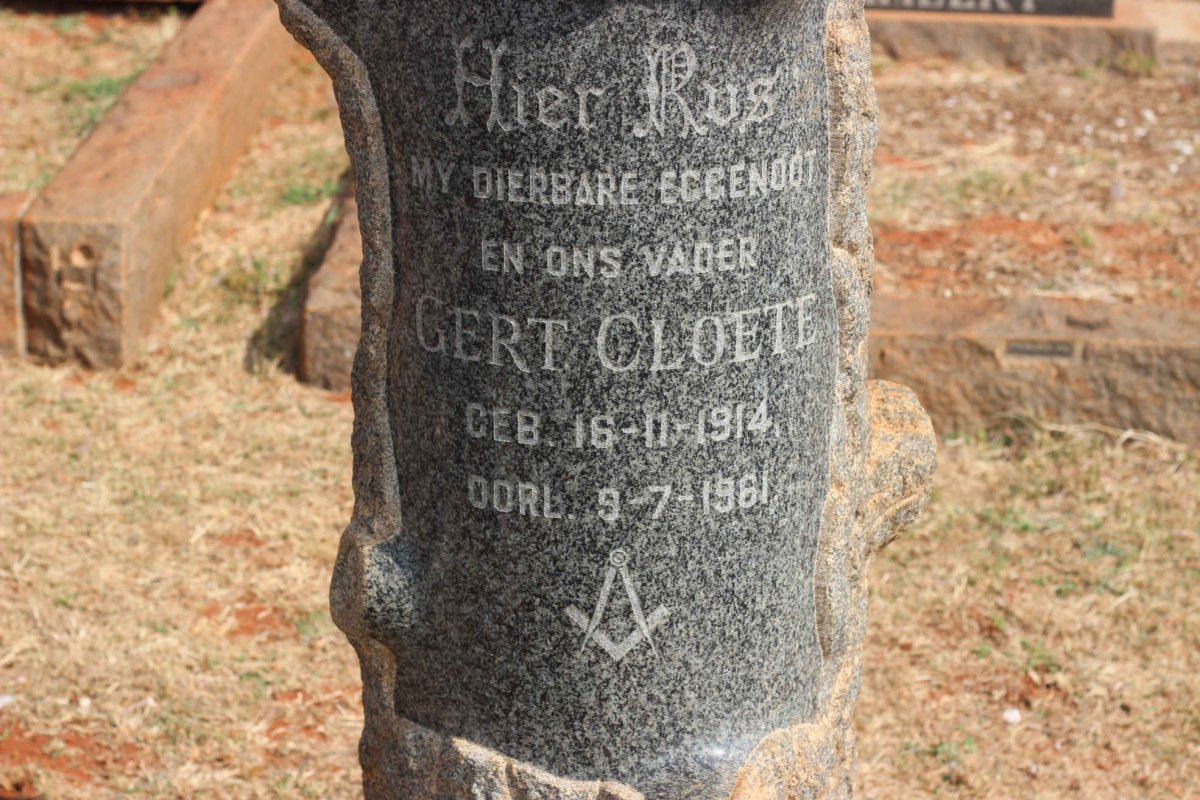 Hier Rus
MY DIERBARE EGGENOOT
EN ONS VADER
GERT CLOETE
GEB. 16-11-1914.
OORL. 9-7-1961.